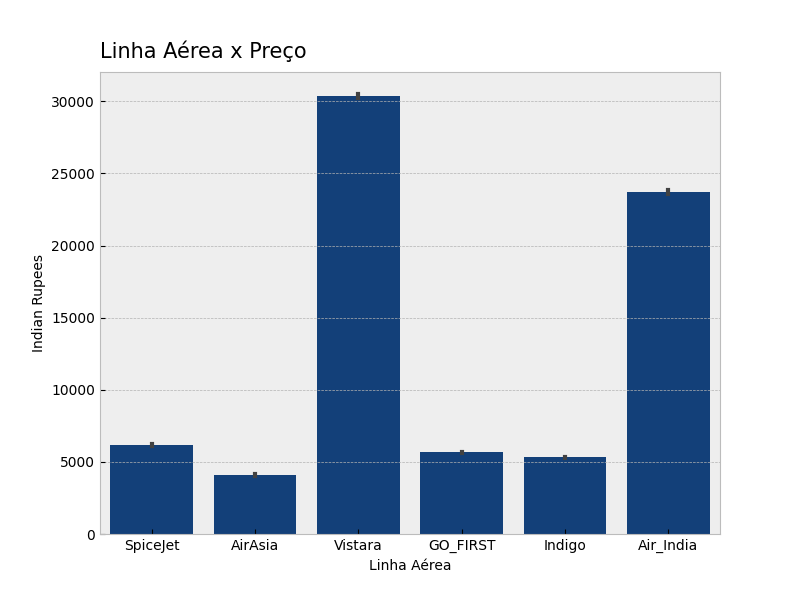 Linha Aérea x Preço
30000
25000
20000
15000
10000
5000
0
Indian Rupees
SpiceJet
AirAsia
Vistara
GO_FIRST
Indigo
Air_India
Linha Aérea